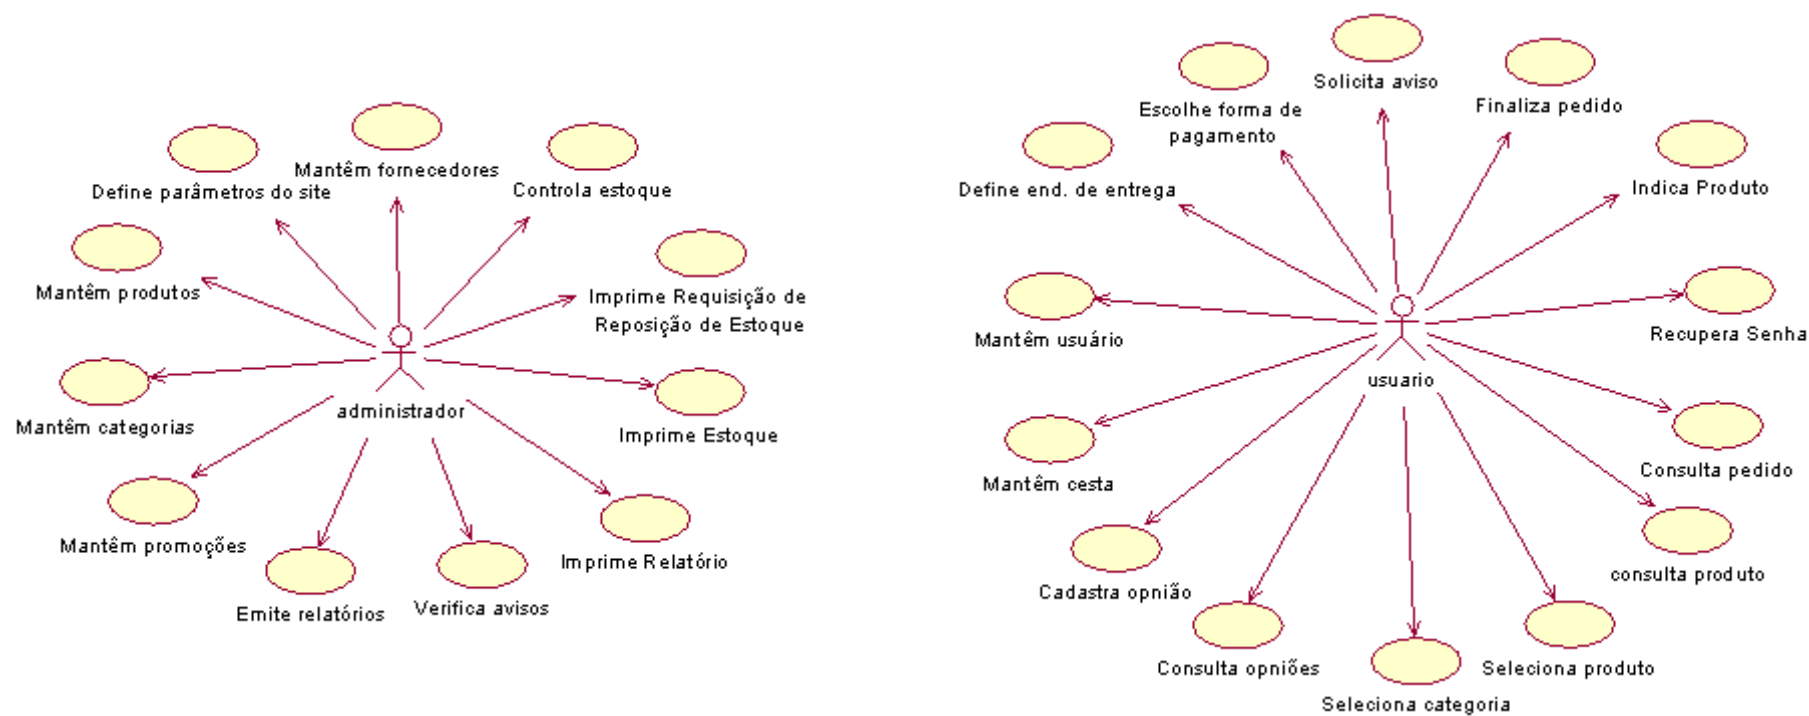 Mantêm fornecedores
Define parâmetros do site
Controla estoque
Mantêm produtos
Imprime Requisição de
Reposição de Estoque
administrador
Mantêm categorias
Imprime Estoque
Mantêm promoções
Imprime Relatório
Emite relatórios
Verifica avisos
Solicita aviso
Escolhe forma de
pagamento
Finaliza pedido
Define end. de entrega
Indica Produto
Mantêm usuário
Recupera Senha
usuario
Mantêm cesta
Consulta pedido
Cadastra opnião
consulta produto
Consulta opniões
Seleciona produto
Seleciona categoria